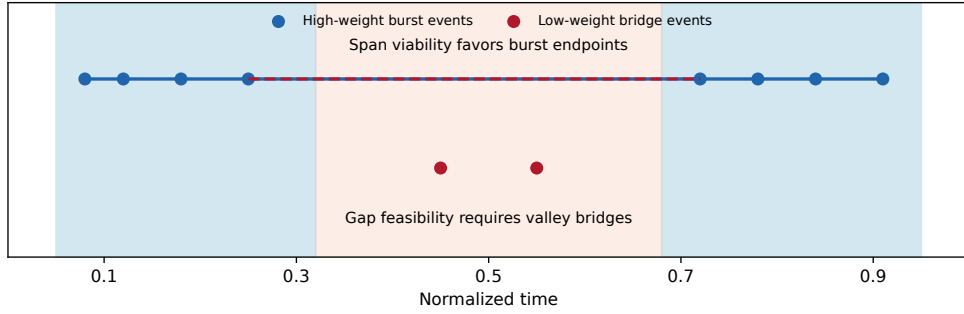 High-weight burst events
Low-weight bridge events
Span viability favors burst endpoints
Gap feasibility requires valley bridges
0.1
0.3
0.5
0.7
0.9
Normalized time